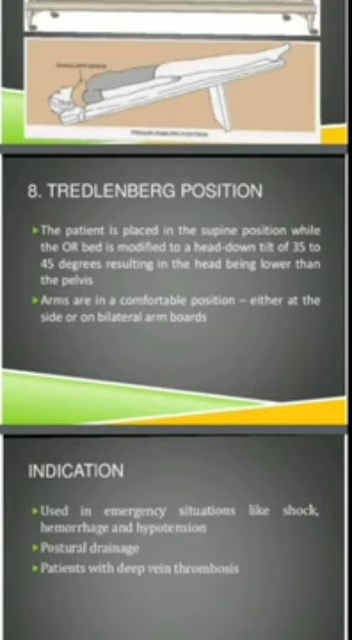 TRENDELENBURG POSITION
8. TREDLENBERG POSITION
The patient is placed in the supine position while
the OR bed is modified to a head-down tilt of 35 to
45 degrees resulting in the head being lower than
the pelvis
Arms are in a comfortable position – either at the
side or on bilateral arm boards
INDICATION
Used in emergency situations like shock,
hemorrhage and hypotension
Postural drainage
Patients with deep vein thrombosis